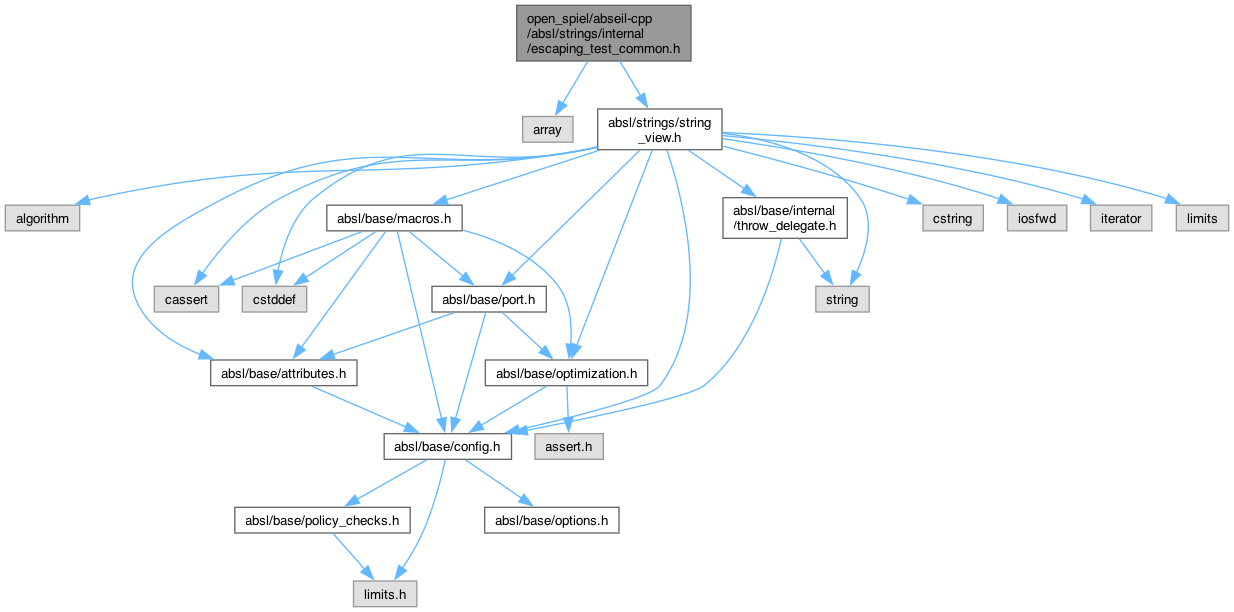 open_spiel/abseil-cpp
/absl/strings/internal
/escaping_test_common.h
array
absl/strings/string
_view.h
algorithm
absl/base/macros.h
absl/base/internal
/throw_delegate.h
cstring
iosfwd
iterator
limits
cassert
cstddef
absl/base/port.h
string
absl/base/attributes.h
absl/base/optimization.h
absl/base/config.h
assert.h
absl/base/policy_checks.h
absl/base/options.h
limits.h